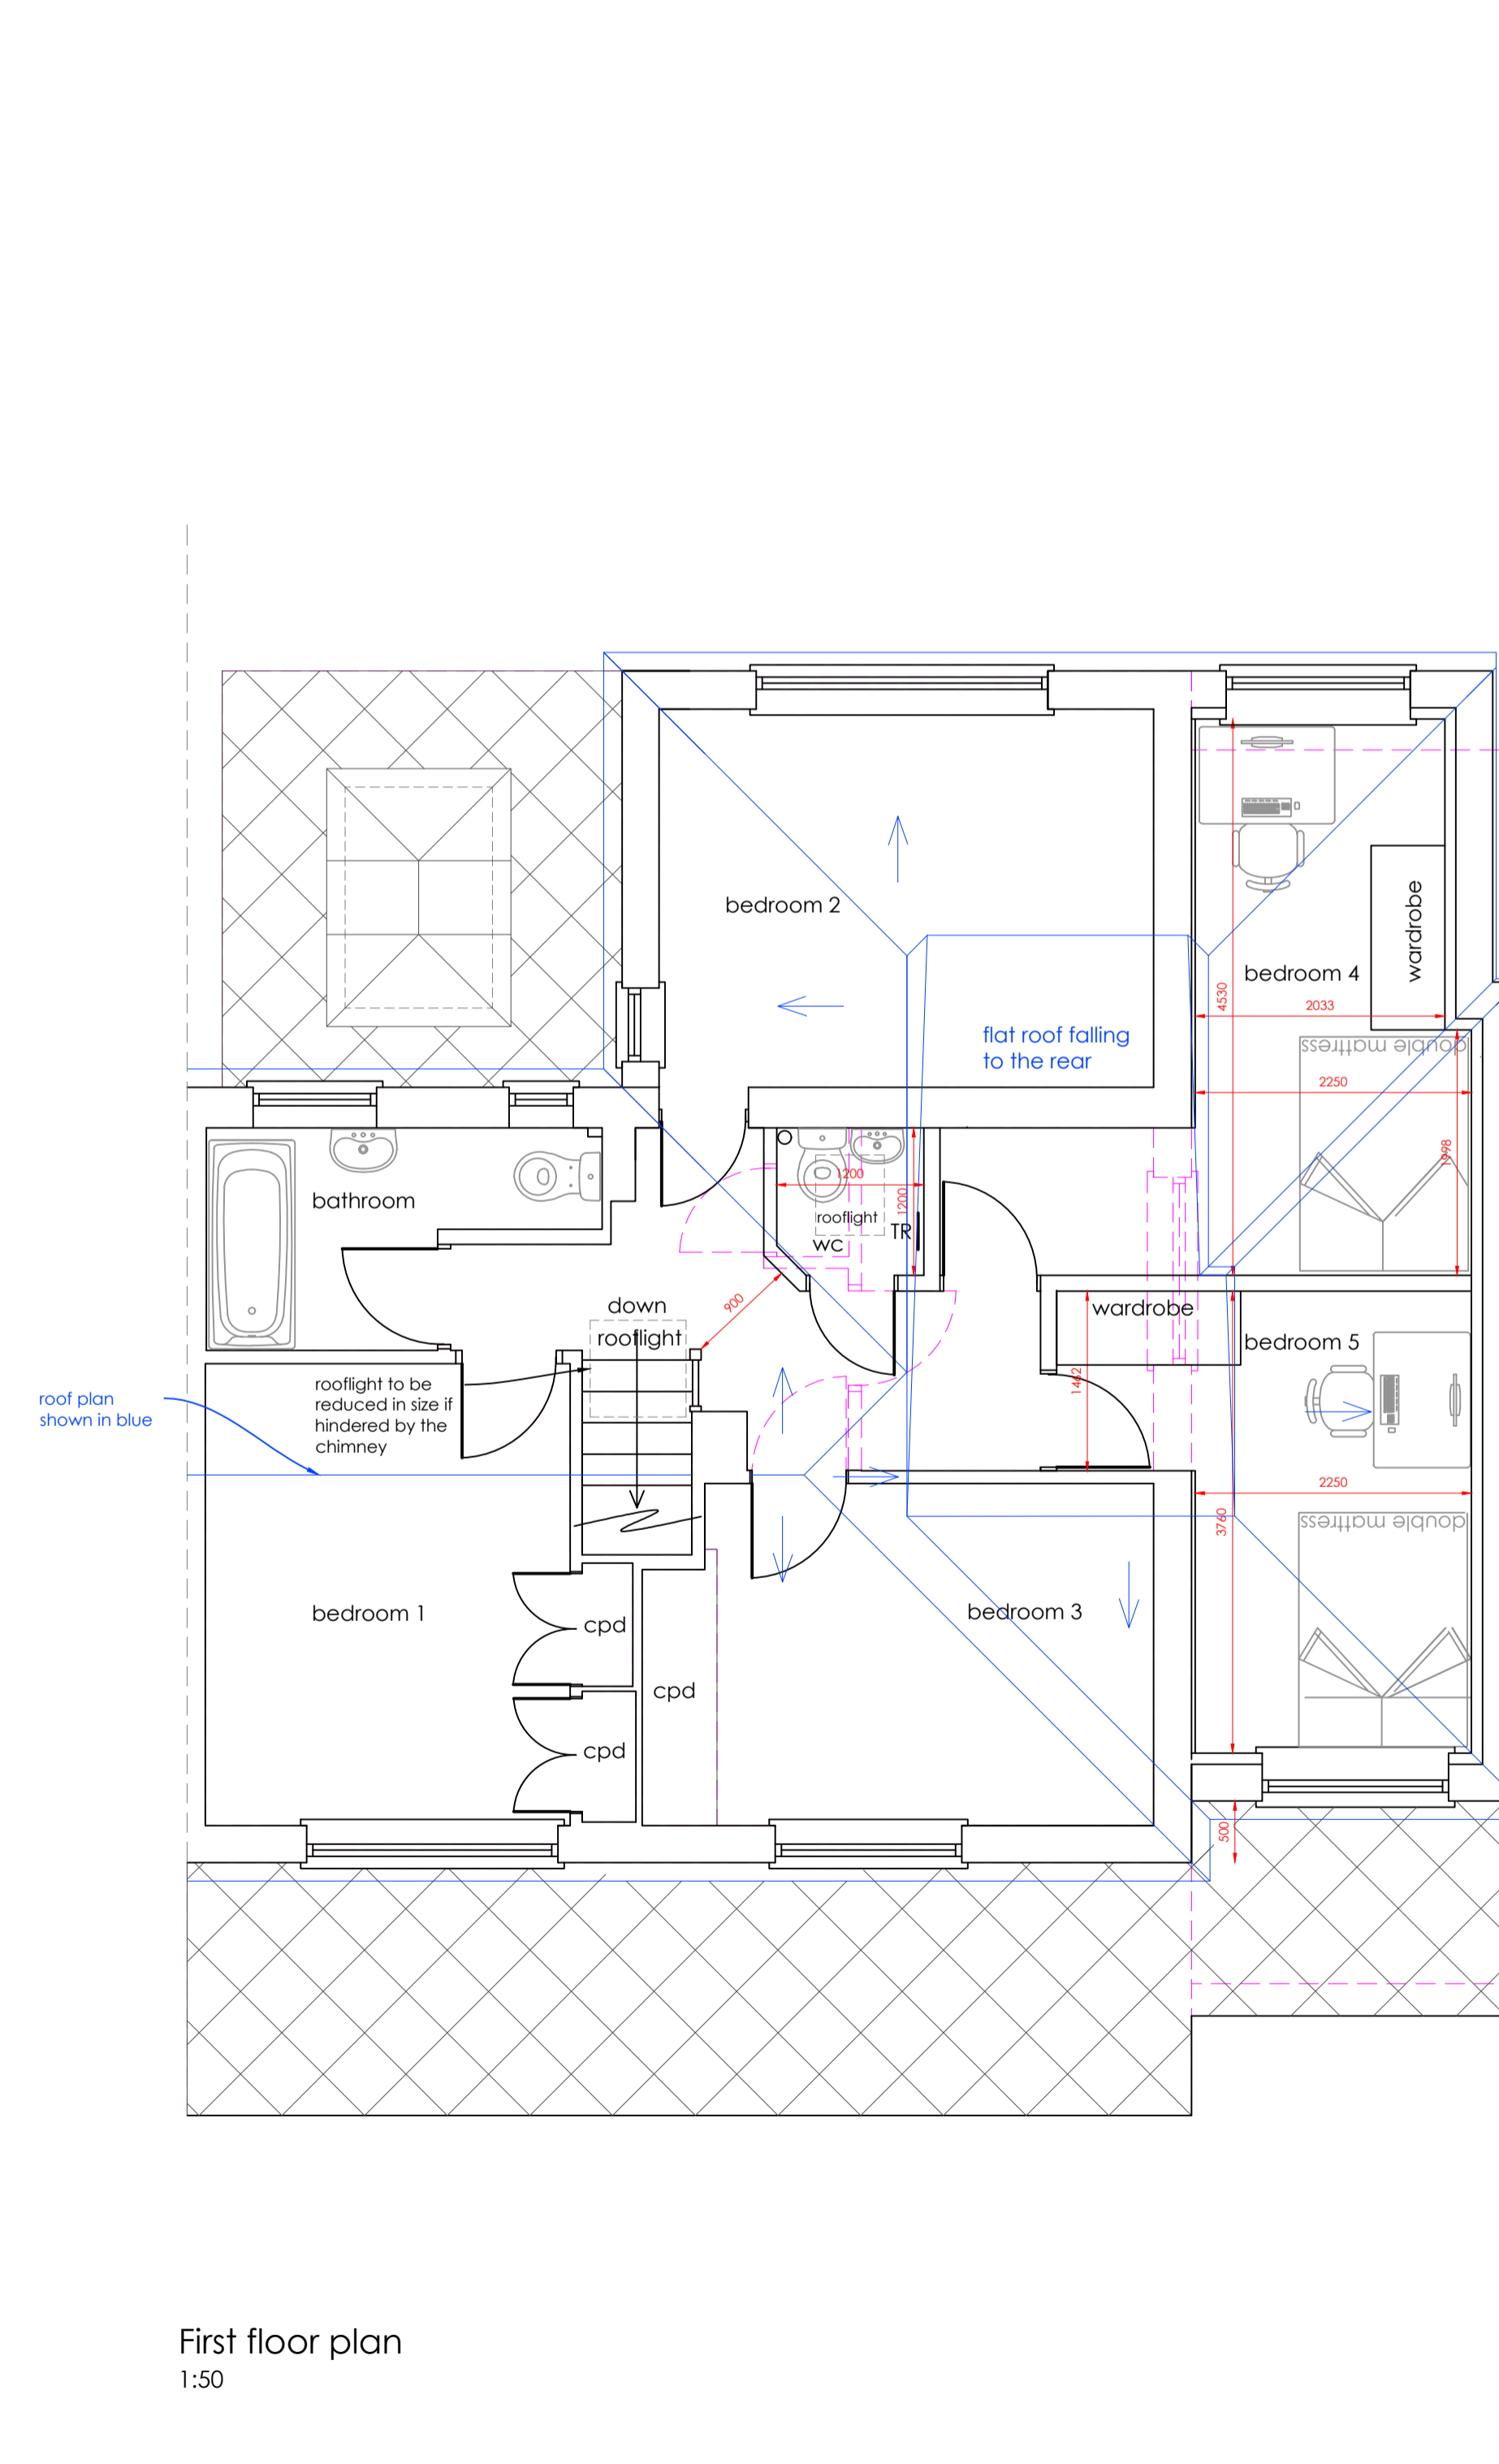 bedroom 2
wardrobe
bedroom 4
4530
2033
flat roof falling
to the rear
double mattress
2250
1998
bathroom
1200
1200
rooflight
TR
wc
900
down
rooflight
wardrobe
bedroom 5
1462
rooflight to be
reduced in size if
hindered by the
chimney
roof plan
shown in blue
2250
3760
double mattress
bedroom 1
cpd
bedroom 3
cpd
cpd
500
First floor plan
1:50